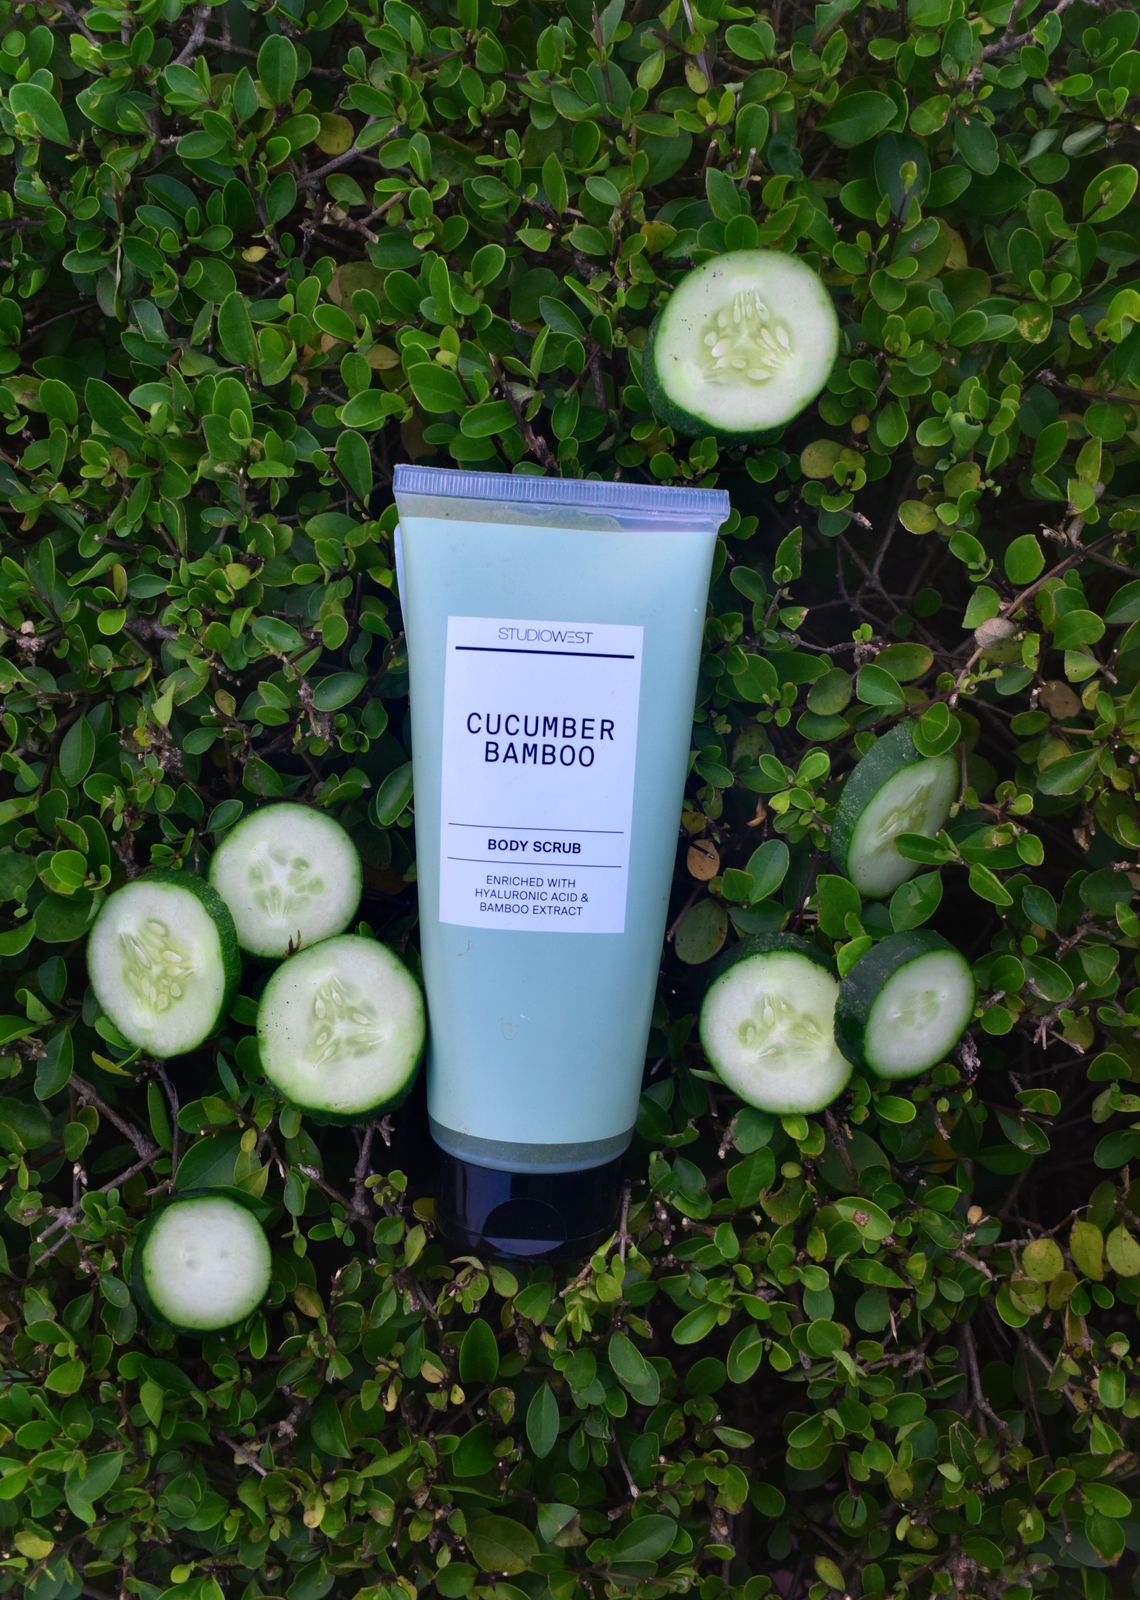 STUDIOWEST
CUCUMBER
BAMBOO
BODY SCRUB
ENRICHED WITH
HYALURONIC ACID &
BAMBOO EXTRACT